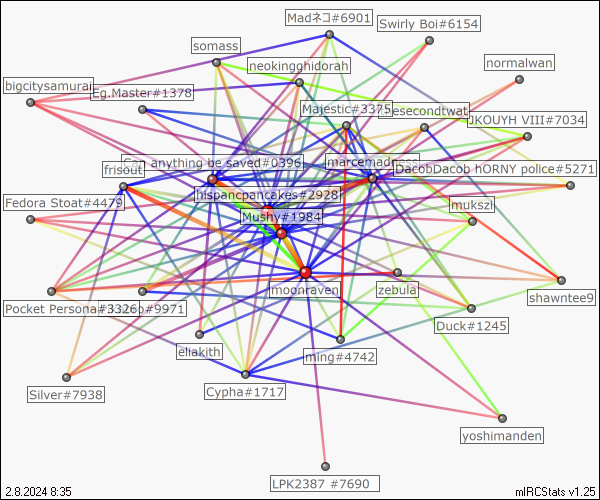 Madネコ#6901
Swirly Boi#6154
somass
neokingghidorah
normalwan
bigcitysamurai
Eg.Master#1378
Majestic#3375
thesecondtwat
JKOUYH VIII#7034
Can anything be saved#0396
marcemadness
DacobDacob hORNY police#5271
frisout
hispancpancakes#2928
Fedora Stoat#4479
Mushy#1984
mukszi
moonraven
zebula
shawntee9
Pocket Persona#3326
#9971
Duck#1245
eliakith
ming#4742
Silver#7938
Cypha#1717
yoshimanden
LPK2387 #7690
2.8.2024 8:35
mIRCStats v1.25